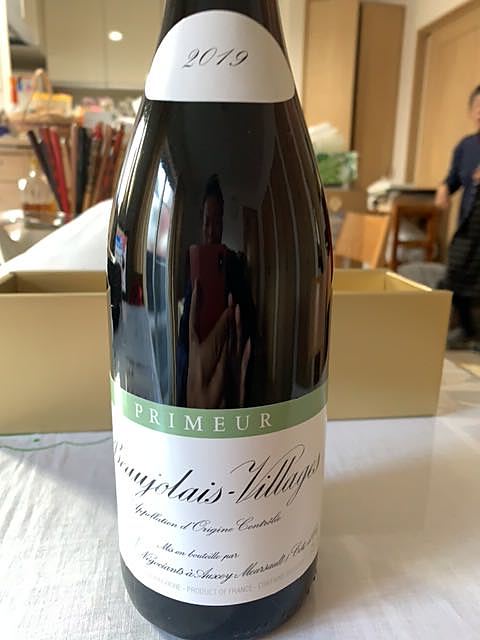 2019
PRIMEUR
Beaujolais-Villages
Appellation d'Origine Contrôlée
Mis en bouteille par
Négociants à Auxey Meursault
PRODUCT OF FRANCE